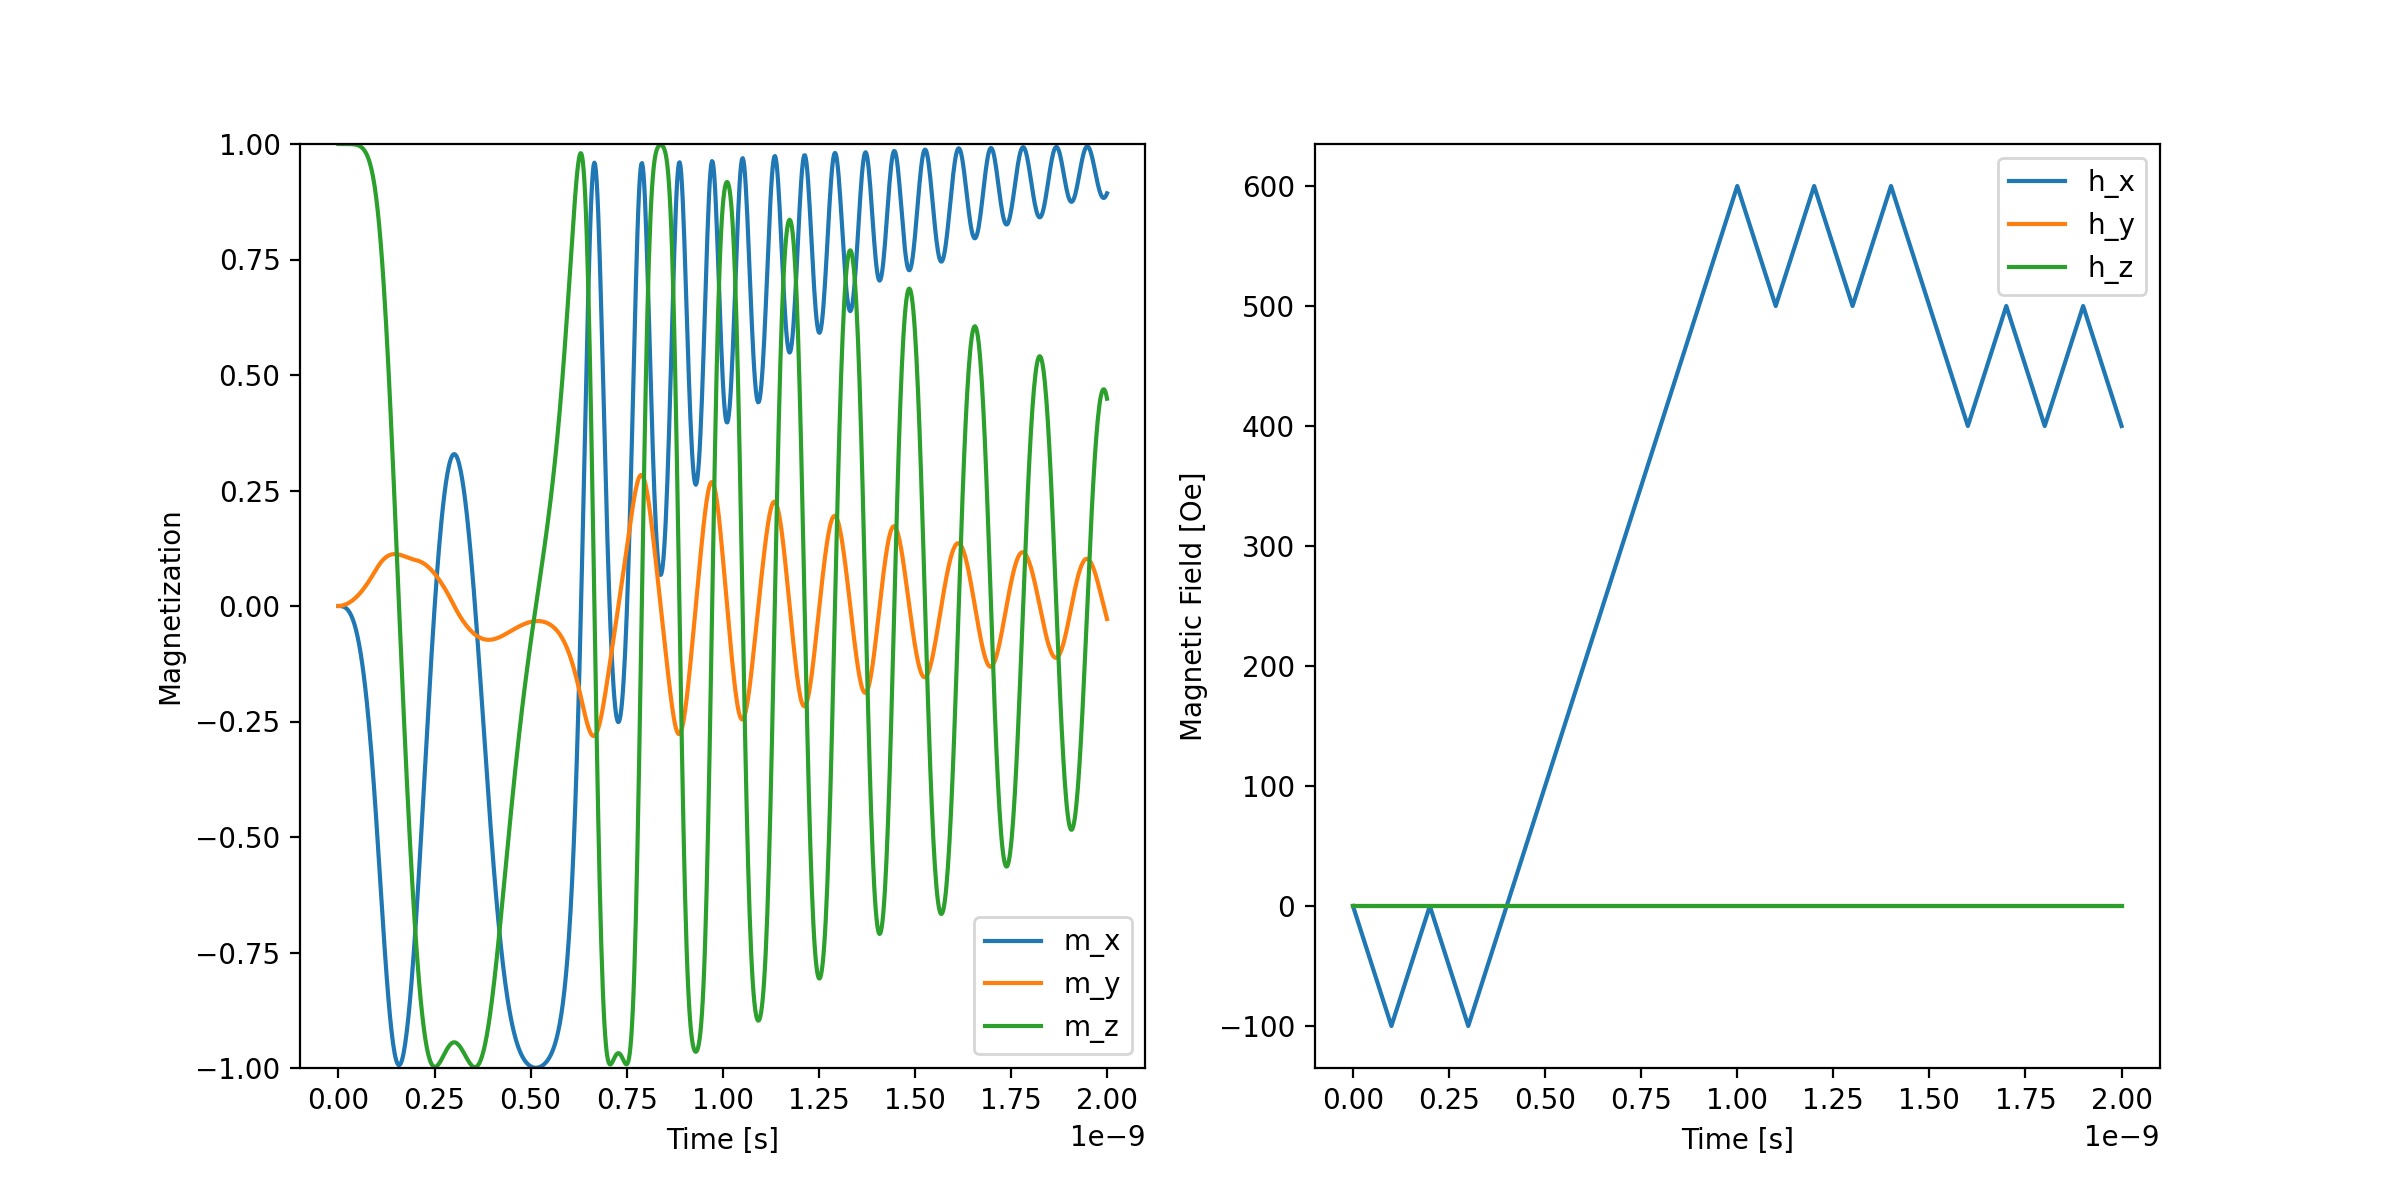 1.00
0.75
0.50
0.25
0.00
−0.25
−0.50
−0.75
−1.00
Magnetization
0.00 0.25 0.50 0.75 1.00 1.25 1.50 1.75 2.00
Time [s]
1e−9
m_x
m_y
m_z
600
500
400
300
200
100
0
−100
Magnetic Field [Oe]
0.00 0.25 0.50 0.75 1.00 1.25 1.50 1.75 2.00
Time [s]
1e−9
h_x
h_y
h_z